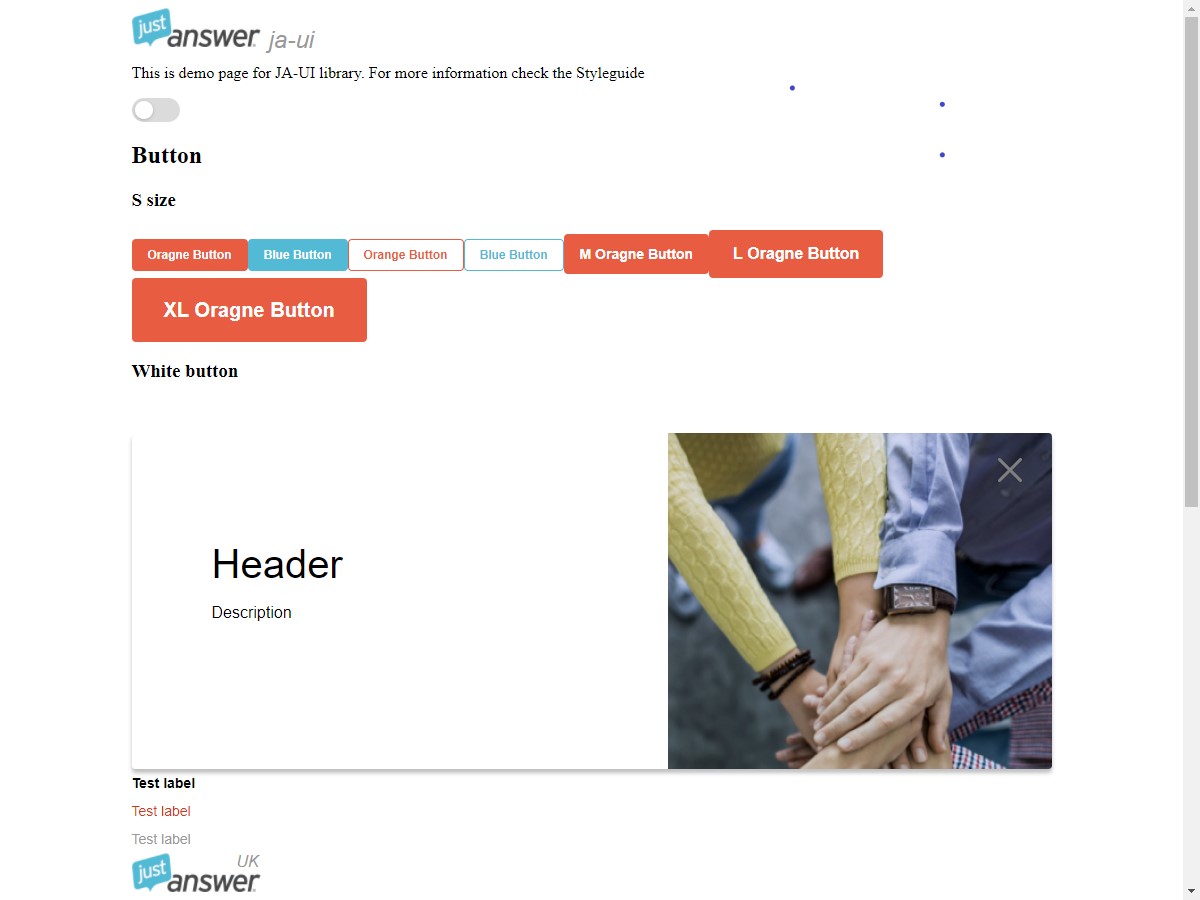 just answer ja-ui
This is demo page for JA-UI library. For more information check the Styleguide
Button
S size
Oragne Button Blue Button Orange Button Blue Button M Oragne Button L Oragne Button
XL Oragne Button
White button
Header
Description
Test label
Test label
Test label
just answer UK